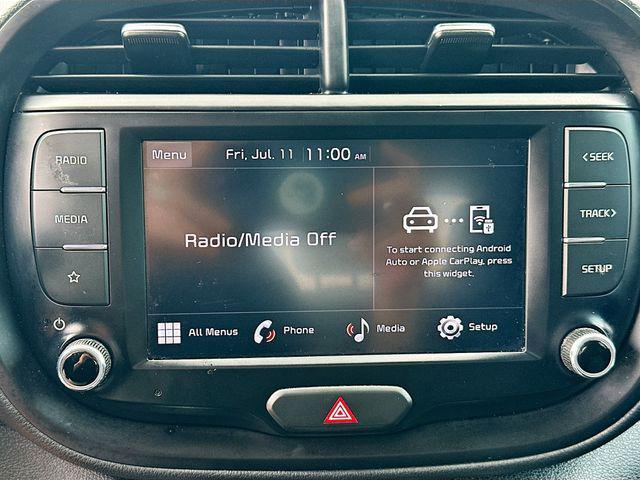 RADIO
MEDIA
Menu Fri, Jul. 11 11:00 AM
Radio/Media Off
To start connecting Android
Auto or Apple CarPlay, press
this widget.
All Menus Phone Media Setup
< SEEK
TRACK >
SETUP